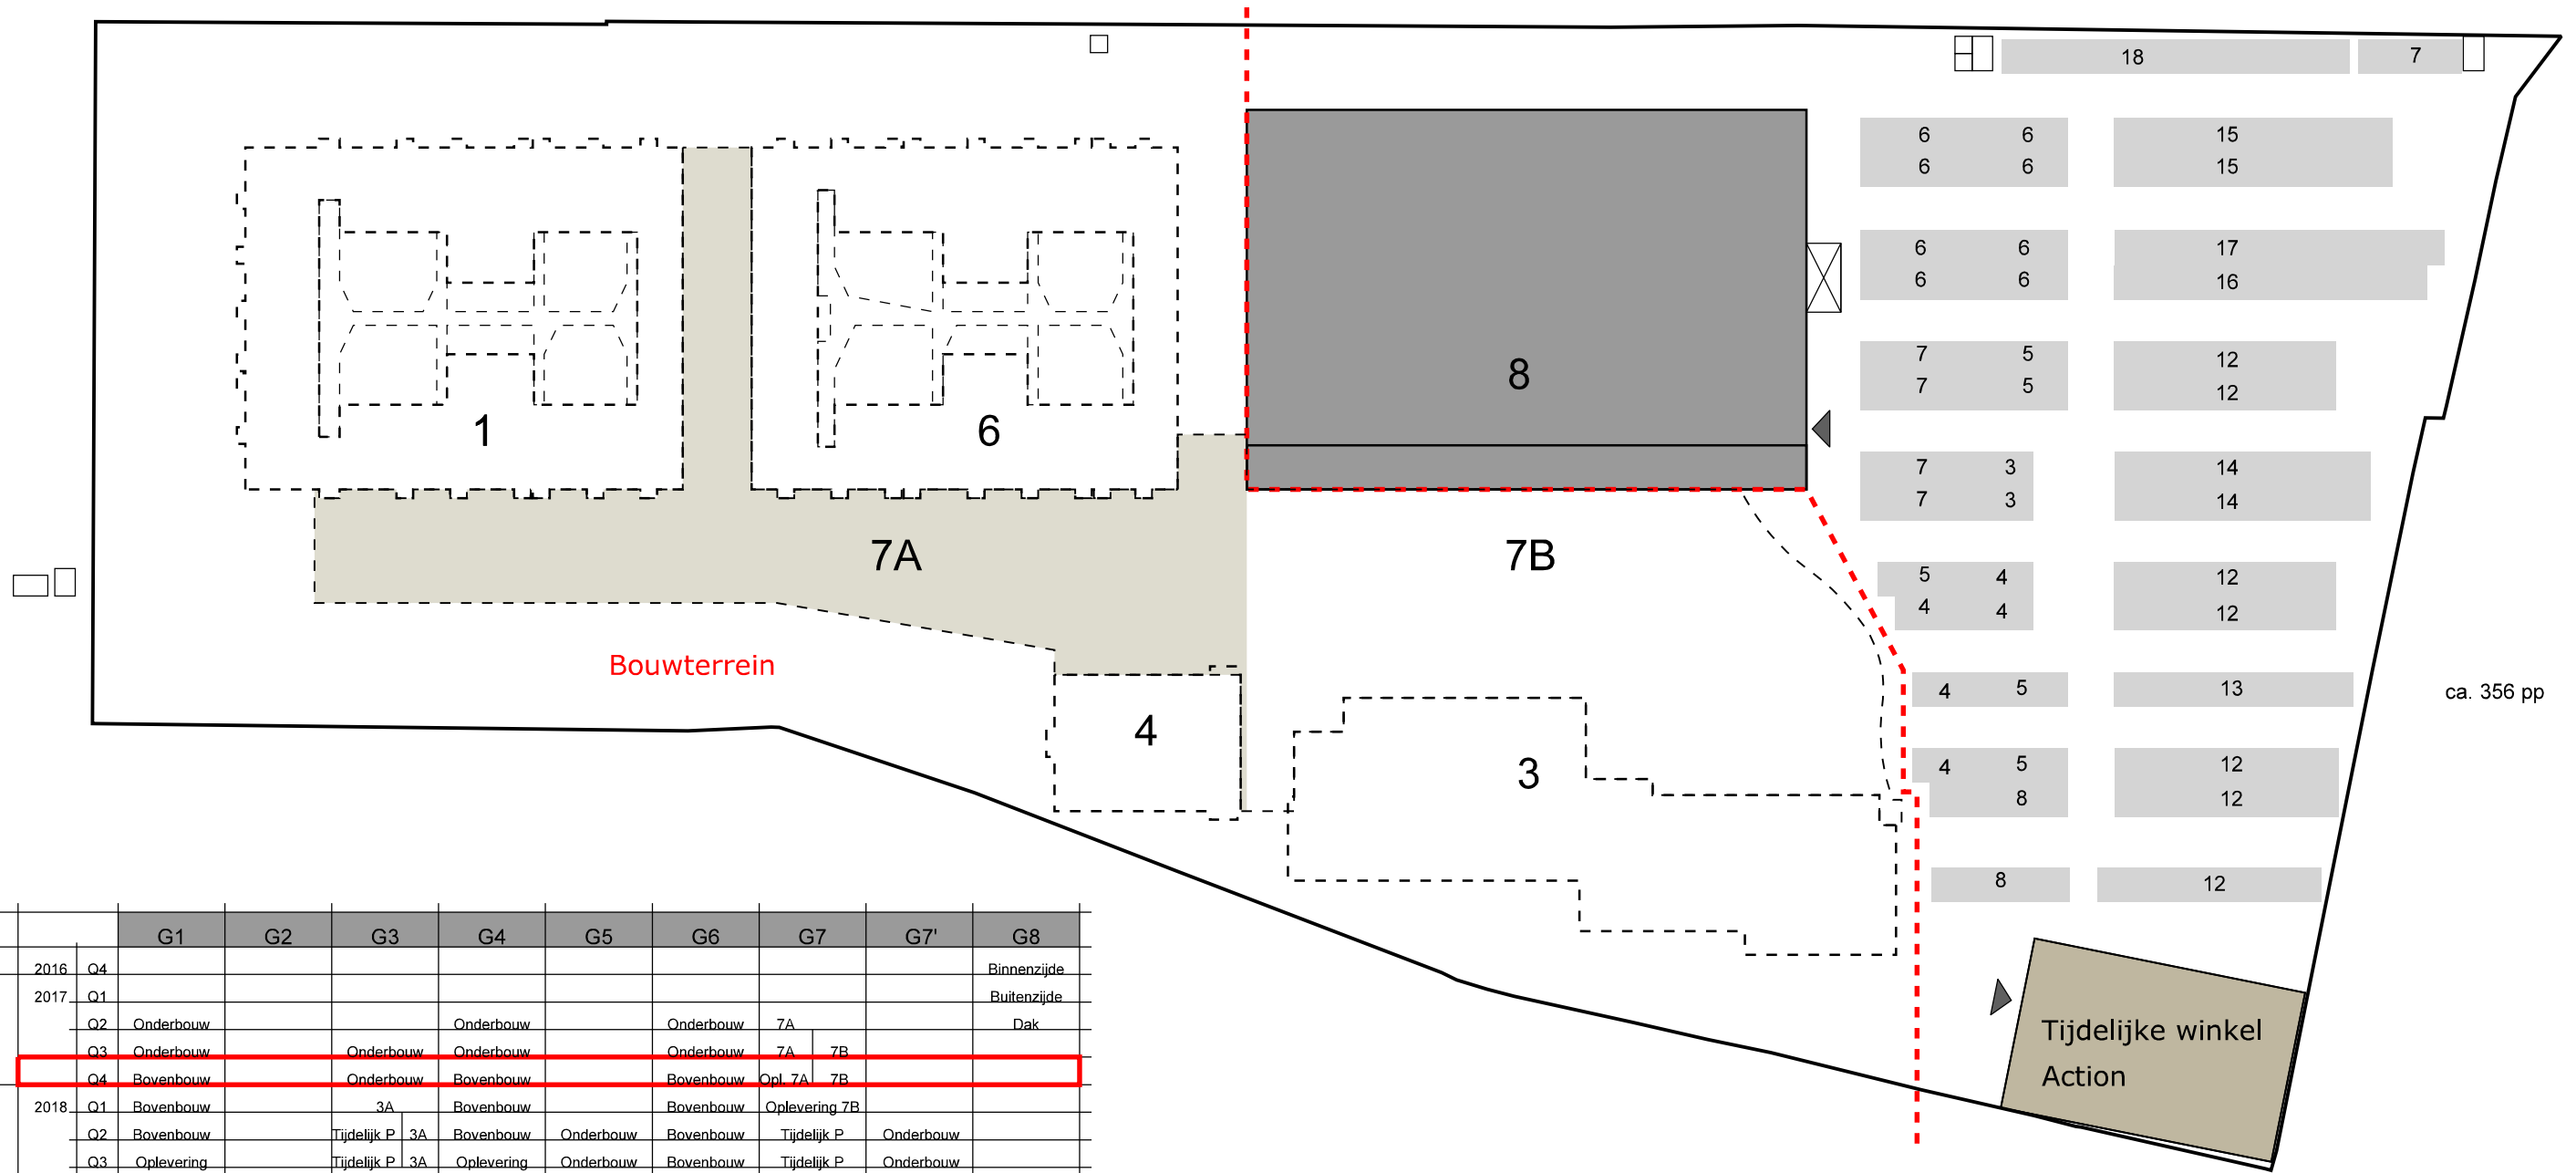 18 7
6 6 15
6 6 15
6 6 17
6 6 16
8
7 5 12
7 5 12
1 6
7 3 14
7 3 14
7A 7B
5 4 12
4 4 12
Bouwterrein
4 5 13
ca. 356 pp
4
3
4 5 12
8 12
8 12
Tijdelijke winkel
Action
G1 G2 G3 G4 G5 G6 G7 G7' G8
2016 Q4 Binnenzijde
2017 Q1 Buitenzijde
Q2 Onderbouw Onderbouw Onderbouw 7A Dak
Q3 Onderbouw Onderbouw Onderbouw Onderbouw 7A 7B
Q4 Bovenbouw Onderbouw Bovenbouw Bovenbouw Opl. 7A 7B
2018 Q1 Bovenbouw 3A Bovenbouw Bovenbouw Oplevering 7B
Q2 Bovenbouw Tijdelijk P 3A Bovenbouw Onderbouw Bovenbouw Tijdelijk P Onderbouw
Q3 Oplevering Tijdelijk P 3A Oplevering Onderbouw Bovenbouw Tijdelijk P Onderbouw